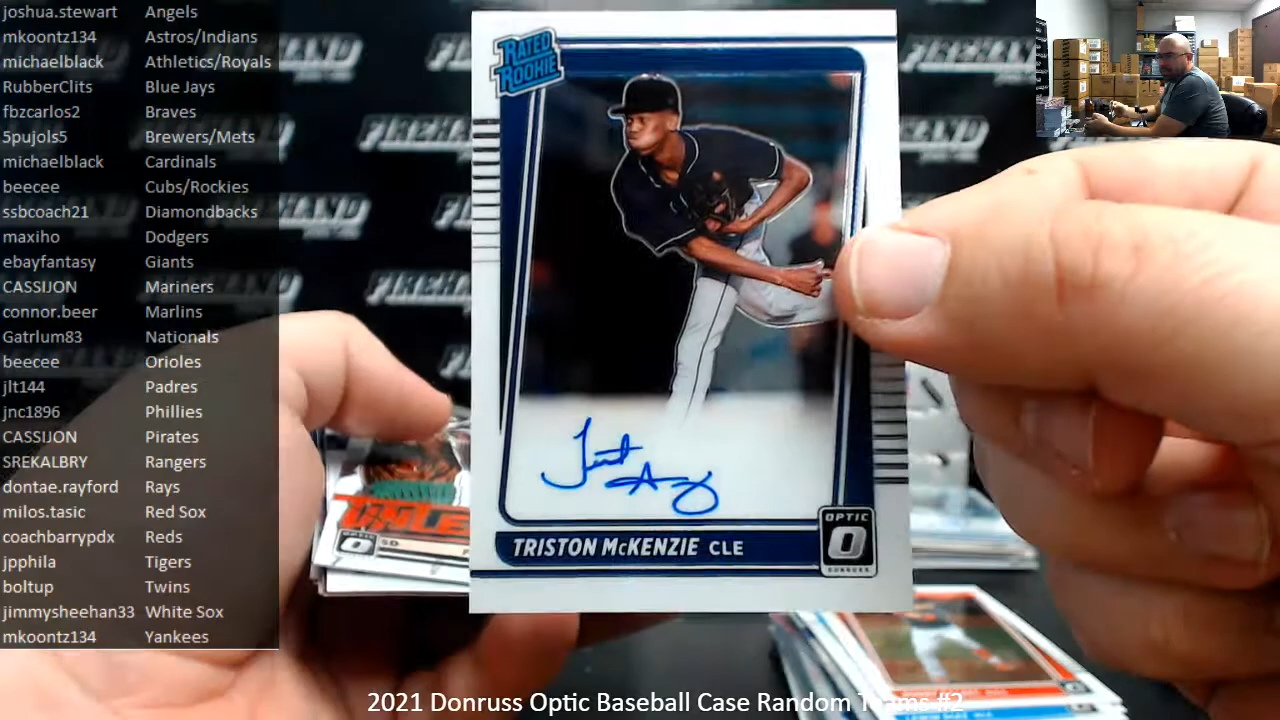 joshua.stewart Angels
mkoontz134 Astros/Indians
michaelblack Athletics/Royals
RubberClits Blue Jays
fbzcarlos2 Braves
5pujols5 Brewers/Mets
michaelblack Cardinals
beecee Cubs/Rockies
ssbcoach21 Diamondbacks
maxiho Dodgers
ebayfantasy Giants
CASSIJON Mariners
connor.beer Marlins
Gatrlum83 Nationals
beecee Orioles
jlt144 Padres
jnc1896 Phillies
CASSIJON Pirates
SREKALBRY Rangers
dontae.rayford Rays
milos.tasic Red Sox
coachbarrypdx Reds
jpphila Tigers
boltup Twins
jimmysheehan33 White Sox
mkoontz134 Yankees
RATED
ROOKIE
FIREHAND
OPTIC
DONRUSS
TRISTON McKENZIE CLE
SD
2021 Donruss Optic Baseball Case Random Teams #2